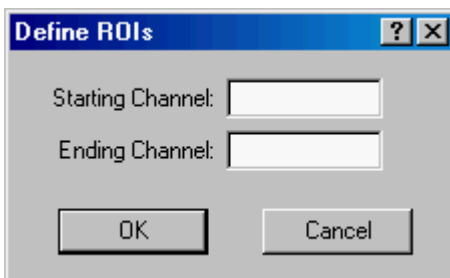 Define ROIs ? ×
Starting Channel:
Ending Channel:
OK Cancel